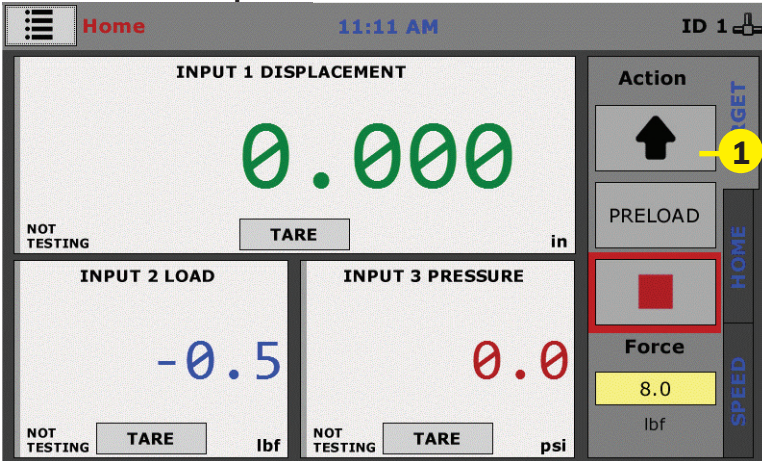 Home
11:11 AM
ID 1
INPUT 1 DISPLACEMENT
0.000
NOT
TESTING
TARE
in
INPUT 2 LOAD
-0.5
NOT
TESTING
TARE
lbf
INPUT 3 PRESSURE
0.0
NOT
TESTING
TARE
psi
Action
1
PRELOAD
Force
8.0
lbf
RGET
HOME
SPEED